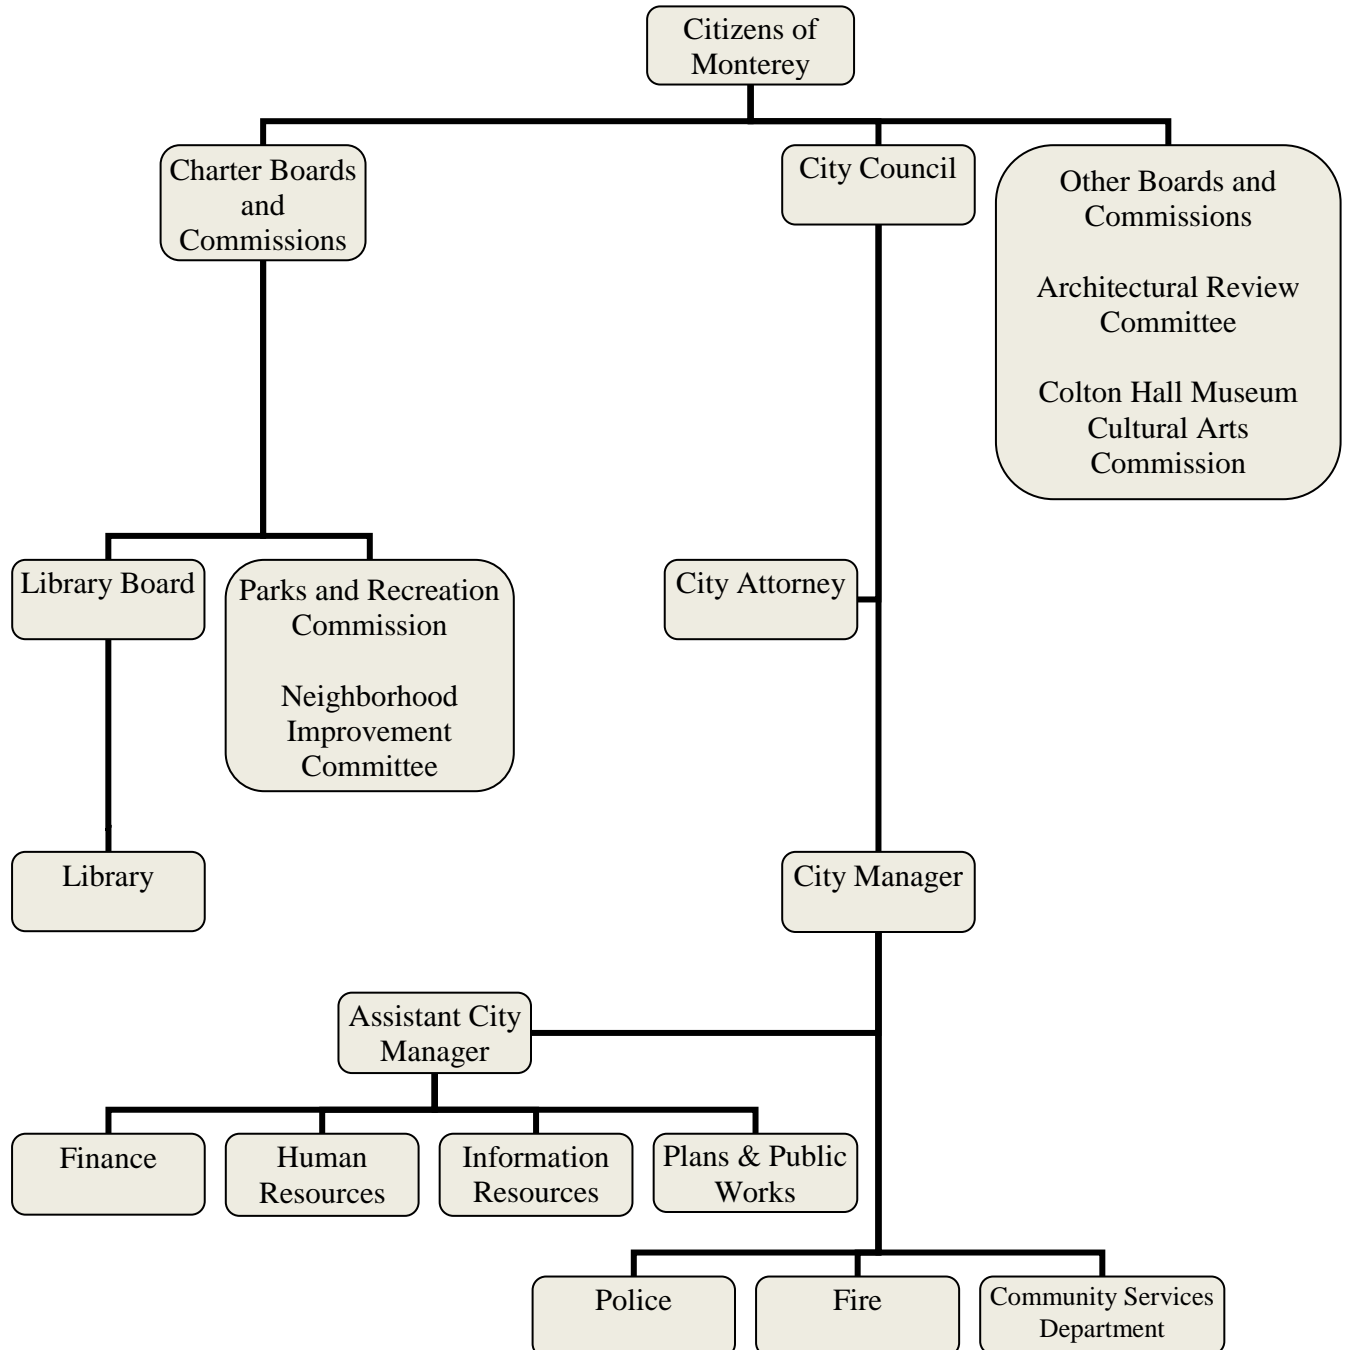 Citizens of
Monterey
Charter Boards
and
Commissions
City Council
Other Boards and
Commissions
Architectural Review
Committee
Colton Hall Museum
Cultural Arts
Commission
Library Board
Parks and Recreation
Commission
Neighborhood
Improvement
Committee
City Attorney
Library
City Manager
Assistant City
Manager
Finance
Human
Resources
Information
Resources
Plans & Public
Works
Police
Fire
Community Services
Department